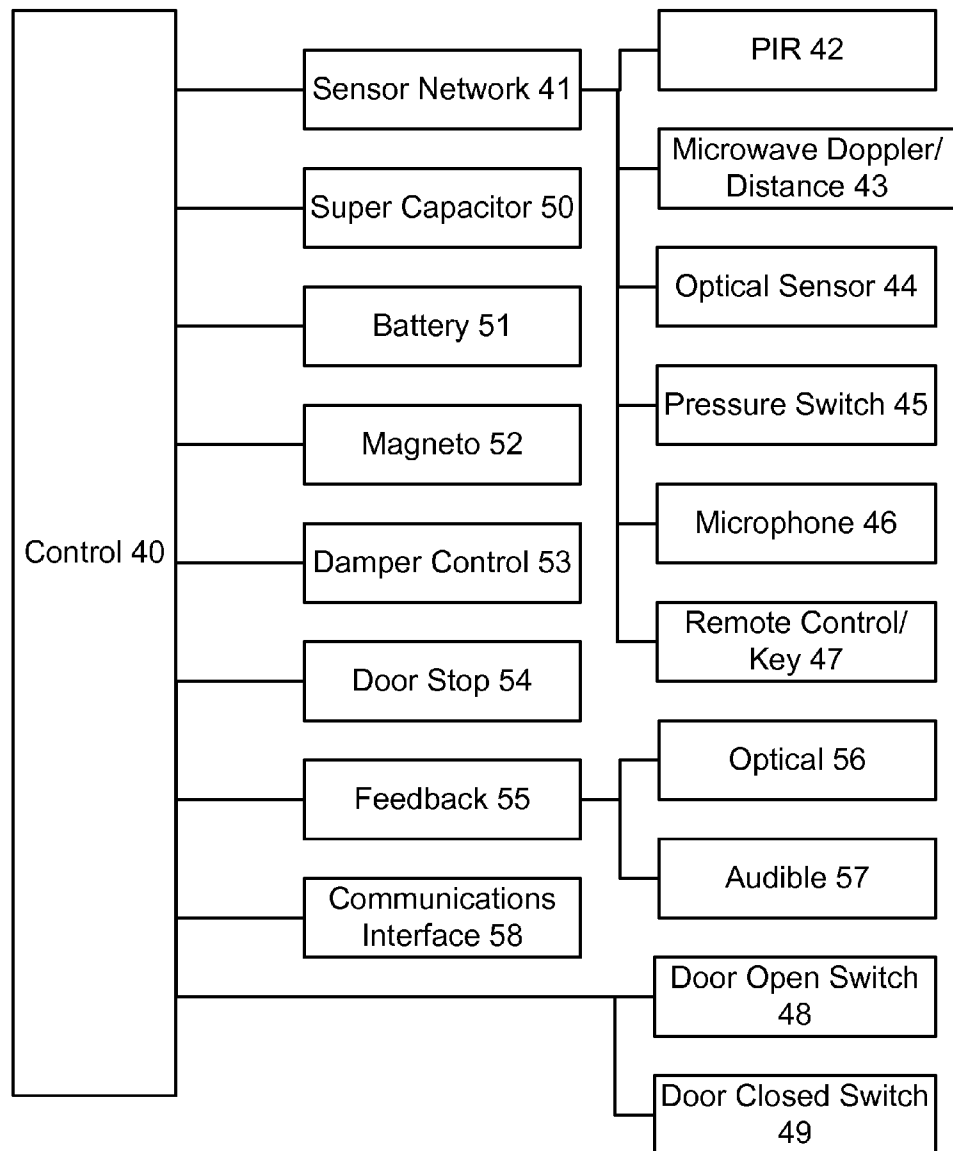 Control 40
Sensor Network 41
Super Capacitor 50
Battery 51
Magneto 52
Damper Control 53
Door Stop 54
Feedback 55
Communications
Interface 58
PIR 42
Microwave Doppler/
Distance 43
Optical Sensor 44
Pressure Switch 45
Microphone 46
Remote Control/
Key 47
Optical 56
Audible 57
Door Open Switch
48
Door Closed Switch
49